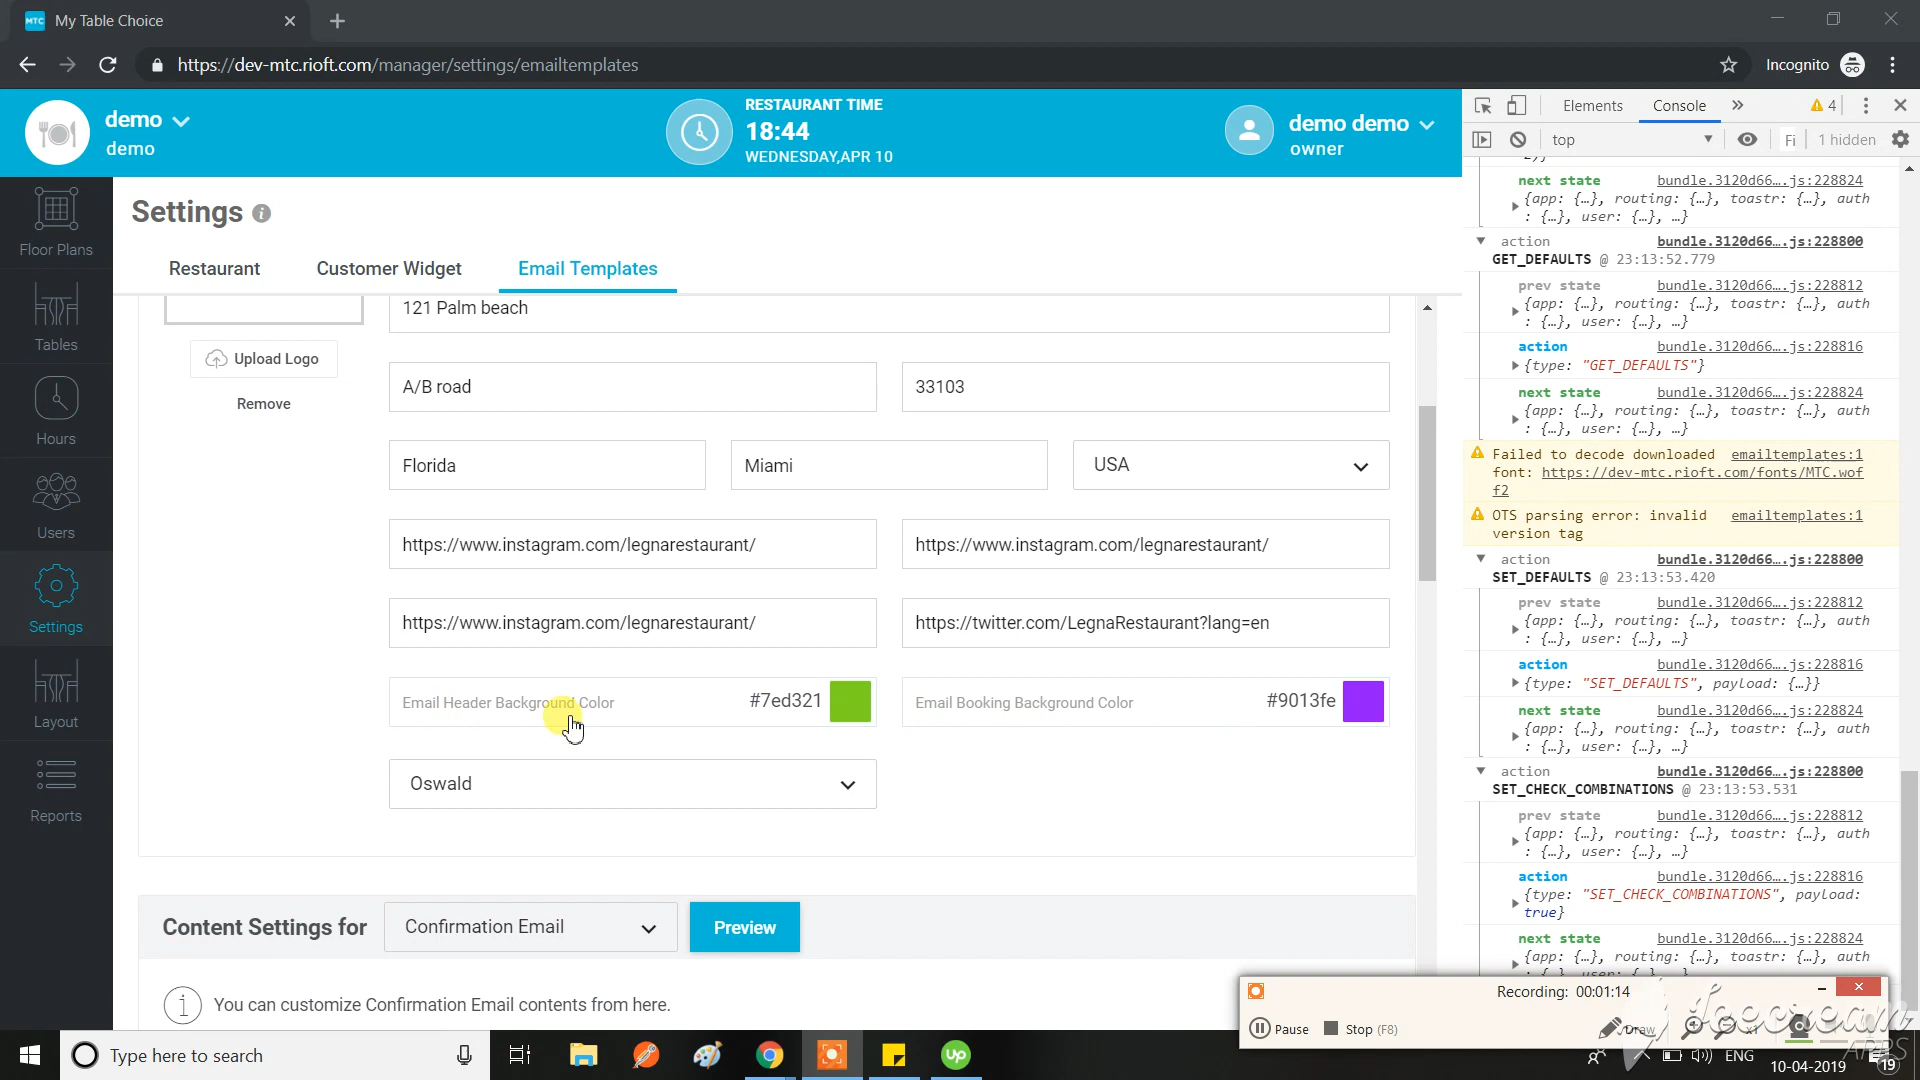 My Table Choice
https://dev-mtc.rioft.com/manager/settings/emailtemplates
Incognito
demo
demo
RESTAURANT TIME
18:44
WEDNESDAY,APR 10
demo demo
owner
Floor Plans
Tables
Hours
Users
Settings
Layout
Reports
Settings
Restaurant
Customer Widget
Email Templates
121 Palm beach
Upload Logo
Remove
A/B road
33103
Florida
Miami
USA
https://www.instagram.com/legnarestaurant/
https://www.instagram.com/legnarestaurant/
https://www.instagram.com/legnarestaurant/
https://twitter.com/LegnaRestaurant?lang=en
Email Header Background Color
#7ed321
Email Booking Background Color
#9013fe
Oswald
Content Settings for
Confirmation Email
Preview
You can customize Confirmation Email contents from here.
Elements
Console
4
top
Fi
1 hidden
next state bundle.3120d66….js:228824
{app: {…}, routing: {…}, toastr: {…}, auth
: {…}, user: {…}, …}
action bundle.3120d66….js:228800
GET_DEFAULTS @ 23:13:52.779
prev state bundle.3120d66….js:228812
{app: {…}, routing: {…}, toastr: {…}, auth
: {…}, user: {…}, …}
action bundle.3120d66….js:228816
{type: "GET_DEFAULTS"}
next state bundle.3120d66….js:228824
{app: {…}, routing: {…}, toastr: {…}, auth
: {…}, user: {…}, …}
Failed to decode downloaded emailtemplates:1
font: https://dev-mtc.rioft.com/fonts/MTC.wof
f2
OTS parsing error: invalid emailtemplates:1
version tag
action bundle.3120d66….js:228800
SET_DEFAULTS @ 23:13:53.420
prev state bundle.3120d66….js:228812
{app: {…}, routing: {…}, toastr: {…}, auth
: {…}, user: {…}, …}
action bundle.3120d66….js:228816
{type: "SET_DEFAULTS", payload: {…}}
next state bundle.3120d66….js:228824
{app: {…}, routing: {…}, toastr: {…}, auth
: {…}, user: {…}, …}
action bundle.3120d66….js:228800
SET_CHECK_COMBINATIONS @ 23:13:53.531
prev state bundle.3120d66….js:228812
{app: {…}, routing: {…}, toastr: {…}, auth
: {…}, user: {…}, …}
action bundle.3120d66….js:228816
{type: "SET_CHECK_COMBINATIONS", payload:
true}
next state bundle.3120d66….js:228824
{app: {…}, routing: {…}, toastr: {…}, auth
Recording: 00:01:14
Pause
Stop (F8)
Draw
Icecream
APPS
Type here to search
ENG
10-04-2019
19